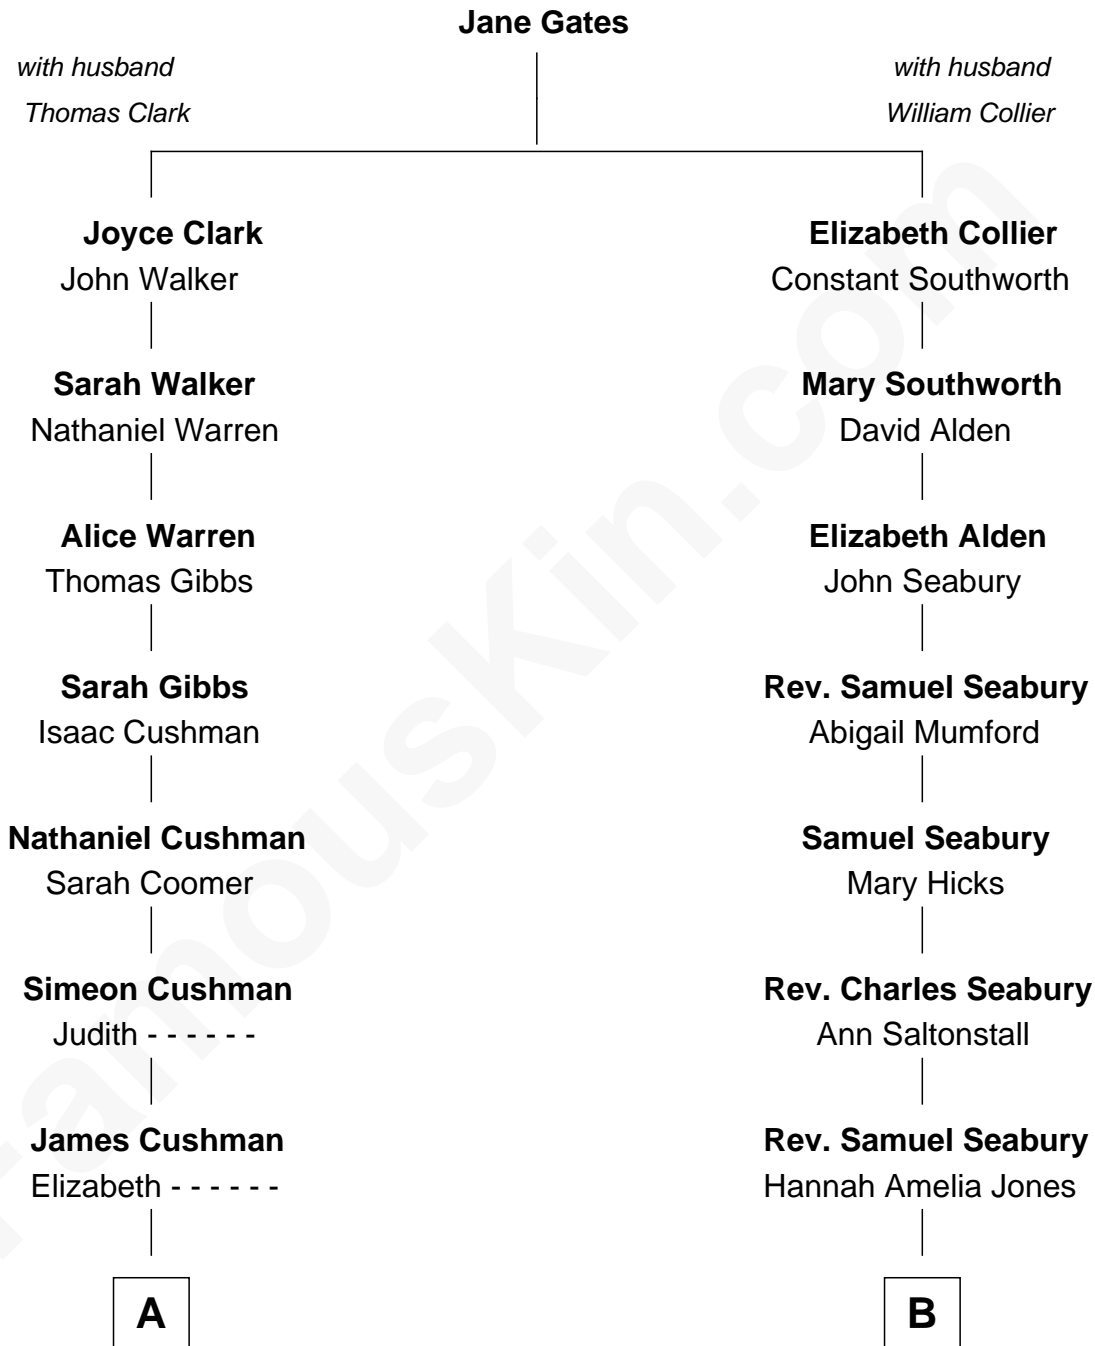 Jane Gates
with husband
Thomas Clark
with husband
William Collier
Joyce Clark
John Walker
Elizabeth Collier
Constant Southworth
Sarah Walker
Nathaniel Warren
Mary Southworth
David Alden
Alice Warren
Thomas Gibbs
Elizabeth Alden
John Seabury
Sarah Gibbs
Isaac Cushman
Rev. Samuel Seabury
Abigail Mumford
Nathaniel Cushman
Sarah Coomer
Samuel Seabury
Mary Hicks
Simeon Cushman
Judith - - - - - -
Rev. Charles Seabury
Ann Saltonstall
James Cushman
Elizabeth - - - - - -
Rev. Samuel Seabury
Hannah Amelia Jones
A
B
FamousKin.com